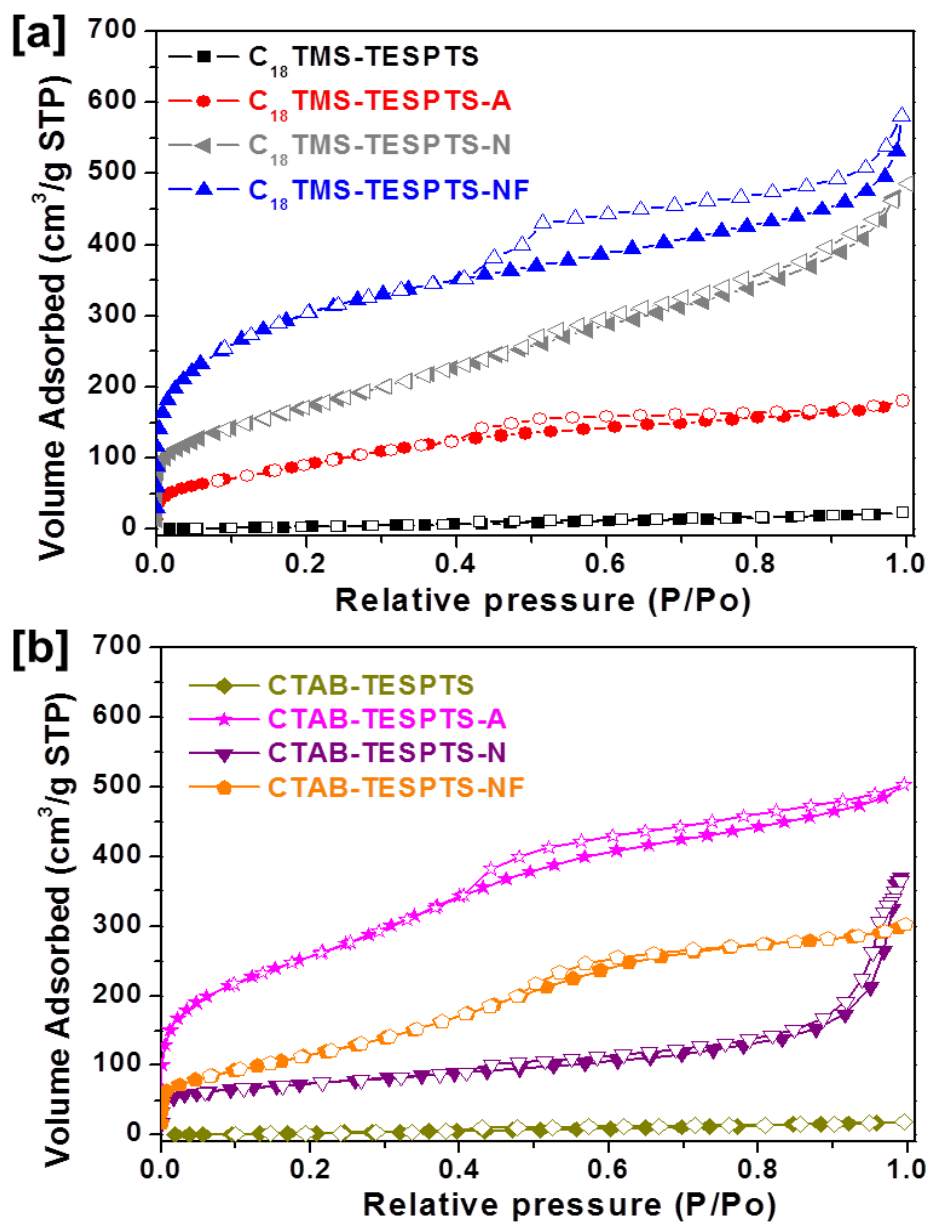 [a]
700
600
500
400
300
200
100
0
Volume Adsorbed (cm³/g STP)
C₁₈TMS-TESPTS
C₁₈TMS-TESPTS-A
C₁₈TMS-TESPTS-N
C₁₈TMS-TESPTS-NF
0.0 0.2 0.4 0.6 0.8 1.0
Relative pressure (P/Po)
[b]
700
600
500
400
300
200
100
0
Volume Adsorbed (cm³/g STP)
CTAB-TESPTS
CTAB-TESPTS-A
CTAB-TESPTS-N
CTAB-TESPTS-NF
0.0 0.2 0.4 0.6 0.8 1.0
Relative pressure (P/Po)